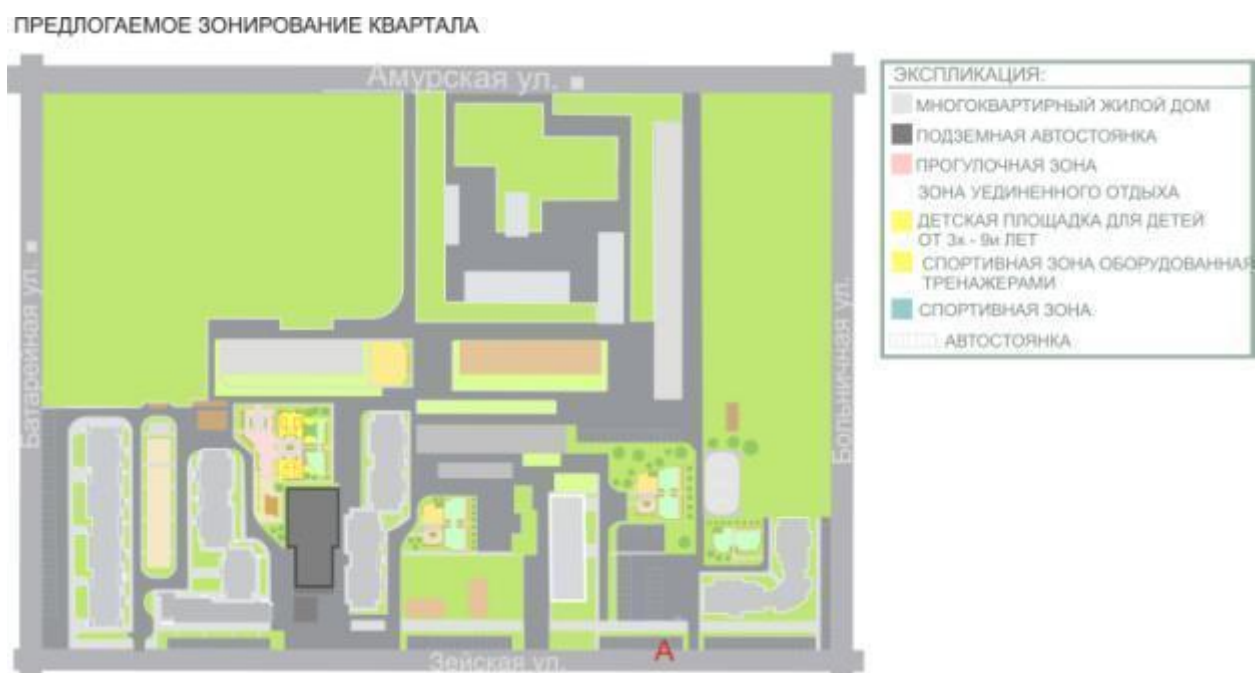 ПРЕДЛОГАЕМОЕ ЗОНИРОВАНИЕ КВАРТАЛА
Амурская ул.
Батарейная ул.
Больничная ул.
Зейская ул.
А
ЭКСПЛИКАЦИЯ:
МНОГОКВАРТИРНЫЙ ЖИЛОЙ ДОМ
ПОДЗЕМНАЯ АВТОСТОЯНКА
ПРОГУЛОЧНАЯ ЗОНА
ЗОНА УЕДИНЕННОГО ОТДЫХА
ДЕТСКАЯ ПЛОЩАДКА ДЛЯ ДЕТЕЙ
ОТ 3х - 9и ЛЕТ
СПОРТИВНАЯ ЗОНА ОБОРУДОВАННАЯ
ТРЕНАЖЕРАМИ
СПОРТИВНАЯ ЗОНА
АВТОСТОЯНКА